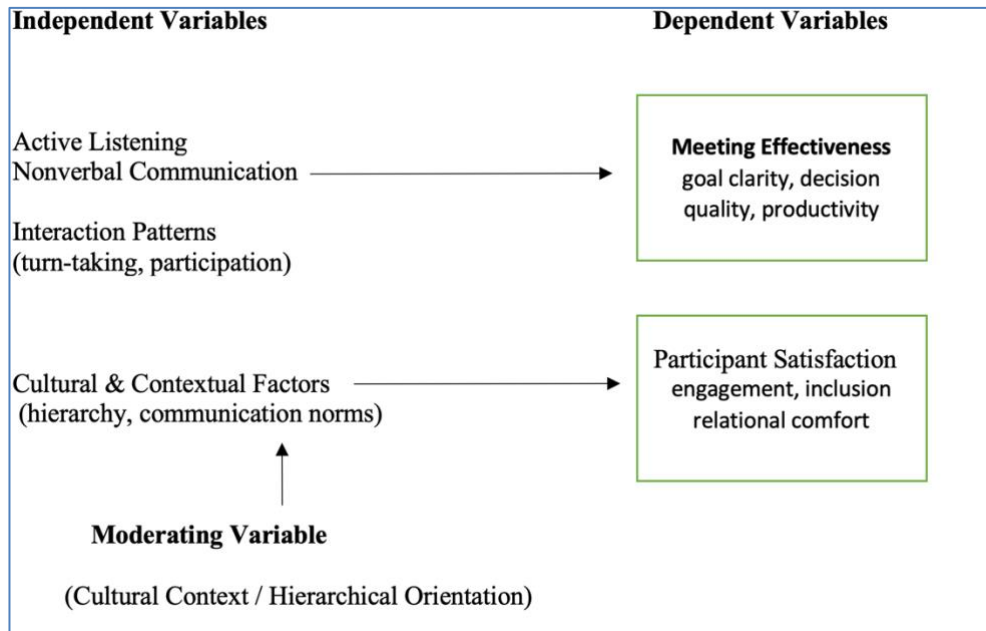 Independent Variables
Dependent Variables
Active Listening
Nonverbal Communication
Interaction Patterns
(turn-taking, participation)
Meeting Effectiveness
goal clarity, decision
quality, productivity
Cultural & Contextual Factors
(hierarchy, communication norms)
Participant Satisfaction
engagement, inclusion
relational comfort
Moderating Variable
(Cultural Context / Hierarchical Orientation)